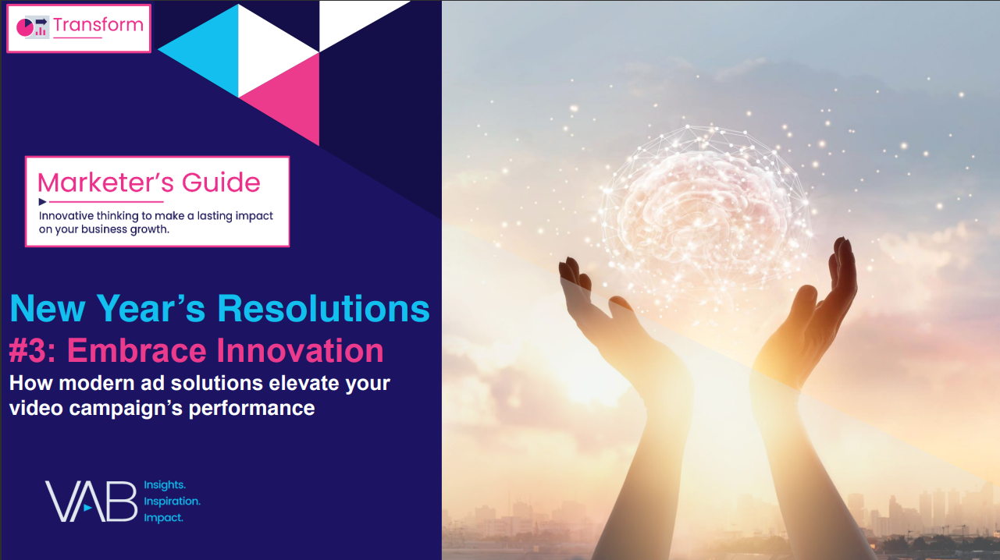 Transform
Marketer's Guide
Innovative thinking to make a lasting impact
on your business growth.
New Year's Resolutions
#3: Embrace Innovation
How modern ad solutions elevate your
video campaign's performance
VAB
Insights.
Inspiration.
Impact.